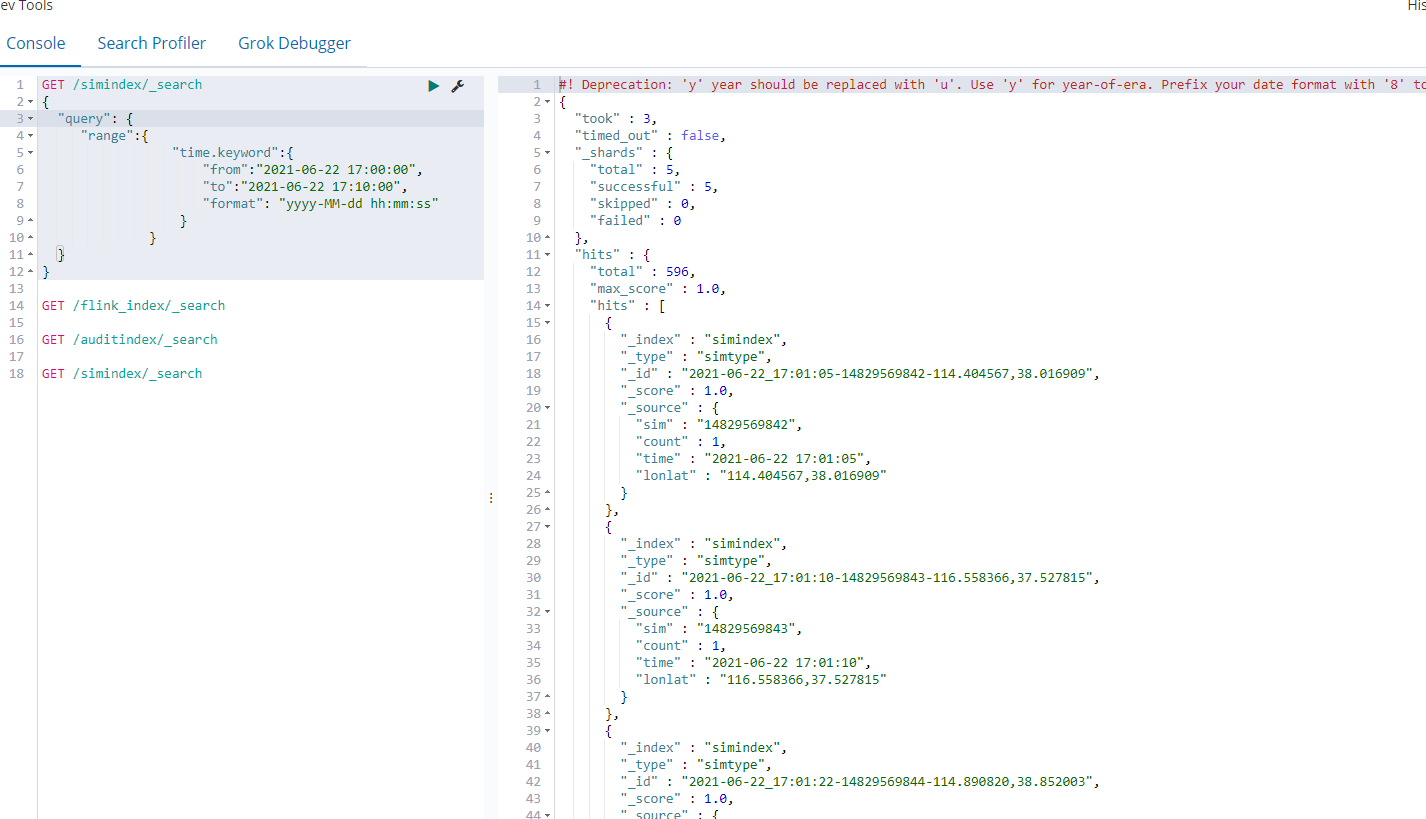 ev Tools
His
Console Search Profiler Grok Debugger
1 GET /simindex/_search
2 {
3 "query": {
4 "range":{
5 "time.keyword":{
6 "from":"2021-06-22 17:00:00",
7 "to":"2021-06-22 17:10:00",
8 "format": "yyyy-MM-dd hh:mm:ss"
9 }
10 }
11 }
12 }
13
14 GET /flink_index/_search
15
16 GET /auditindex/_search
17
18 GET /simindex/_search
1 #! Deprecation: 'y' year should be replaced with 'u'. Use 'y' for year-of-era. Prefix your date format with '8' to
2 {
3 "took" : 3,
4 "timed_out" : false,
5 "_shards" : {
6 "total" : 5,
7 "successful" : 5,
8 "skipped" : 0,
9 "failed" : 0
10 },
11 "hits" : {
12 "total" : 596,
13 "max_score" : 1.0,
14 "hits" : [
15 {
16 "_index" : "simindex",
17 "_type" : "simtype",
18 "_id" : "2021-06-22_17:01:05-14829569842-114.404567,38.016909",
19 "_score" : 1.0,
20 "_source" : {
21 "sim" : "14829569842",
22 "count" : 1,
23 "time" : "2021-06-22 17:01:05",
24 "lonlat" : "114.404567,38.016909"
25 }
26 },
27 {
28 "_index" : "simindex",
29 "_type" : "simtype",
30 "_id" : "2021-06-22_17:01:10-14829569843-116.558366,37.527815",
31 "_score" : 1.0,
32 "_source" : {
33 "sim" : "14829569843",
34 "count" : 1,
35 "time" : "2021-06-22 17:01:10",
36 "lonlat" : "116.558366,37.527815"
37 }
38 },
39 {
40 "_index" : "simindex",
41 "_type" : "simtype",
42 "_id" : "2021-06-22_17:01:22-14829569844-114.890820,38.852003",
43 "_score" : 1.0,
44 "_source" : {